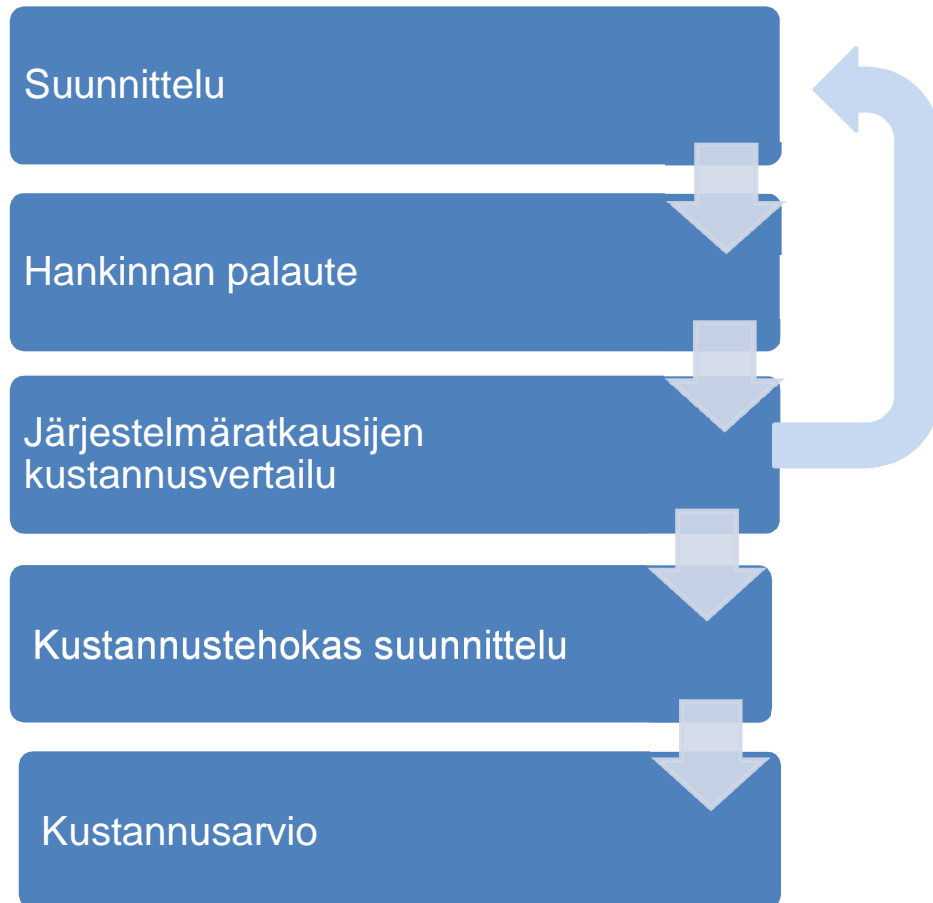 Suunnittelu
Hankinnan palaute
Järjestelmäratkausijen
kustannusvertailu
Kustannustehokas suunnittelu
Kustannusarvio